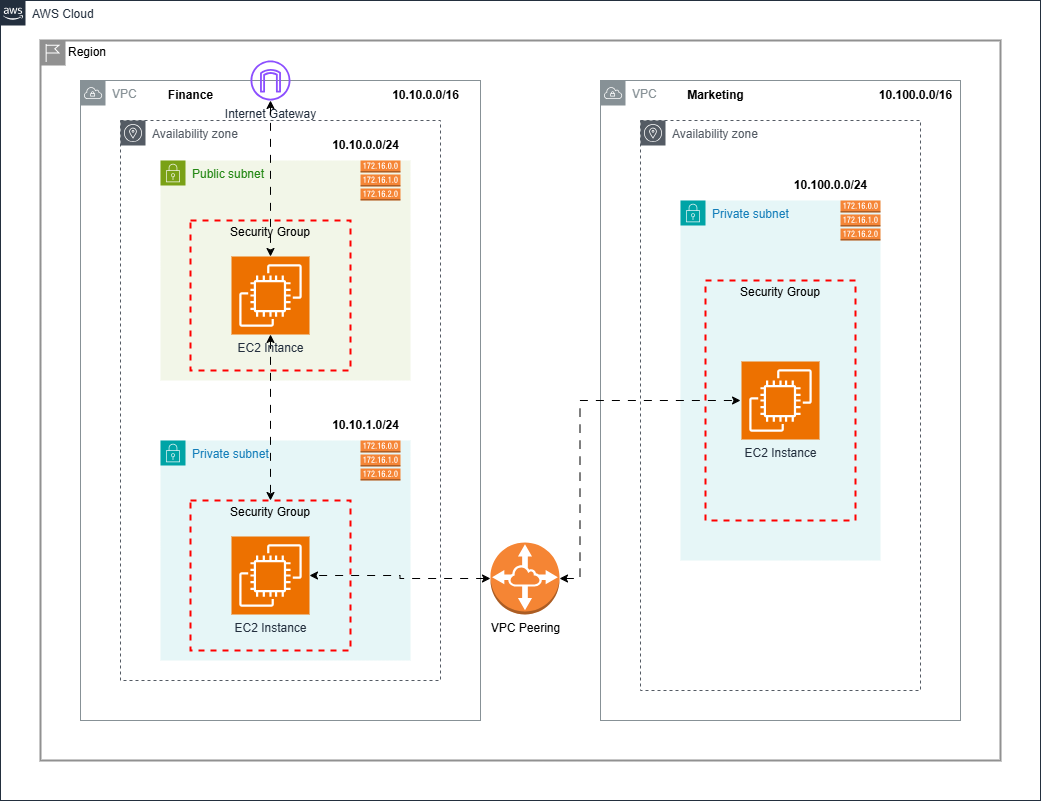 aws
AWS Cloud
Region
VPC
Finance
10.10.0.0/16
Internet Gateway
Availability zone
10.10.0.0/24
Public subnet
172.16.0.0
172.16.1.0
172.16.2.0
Security Group
EC2 Intance
10.10.1.0/24
Private subnet
172.16.0.0
172.16.1.0
172.16.2.0
Security Group
EC2 Instance
VPC Peering
VPC
Marketing
10.100.0.0/16
Availability zone
10.100.0.0/24
Private subnet
172.16.0.0
172.16.1.0
172.16.2.0
Security Group
EC2 Instance